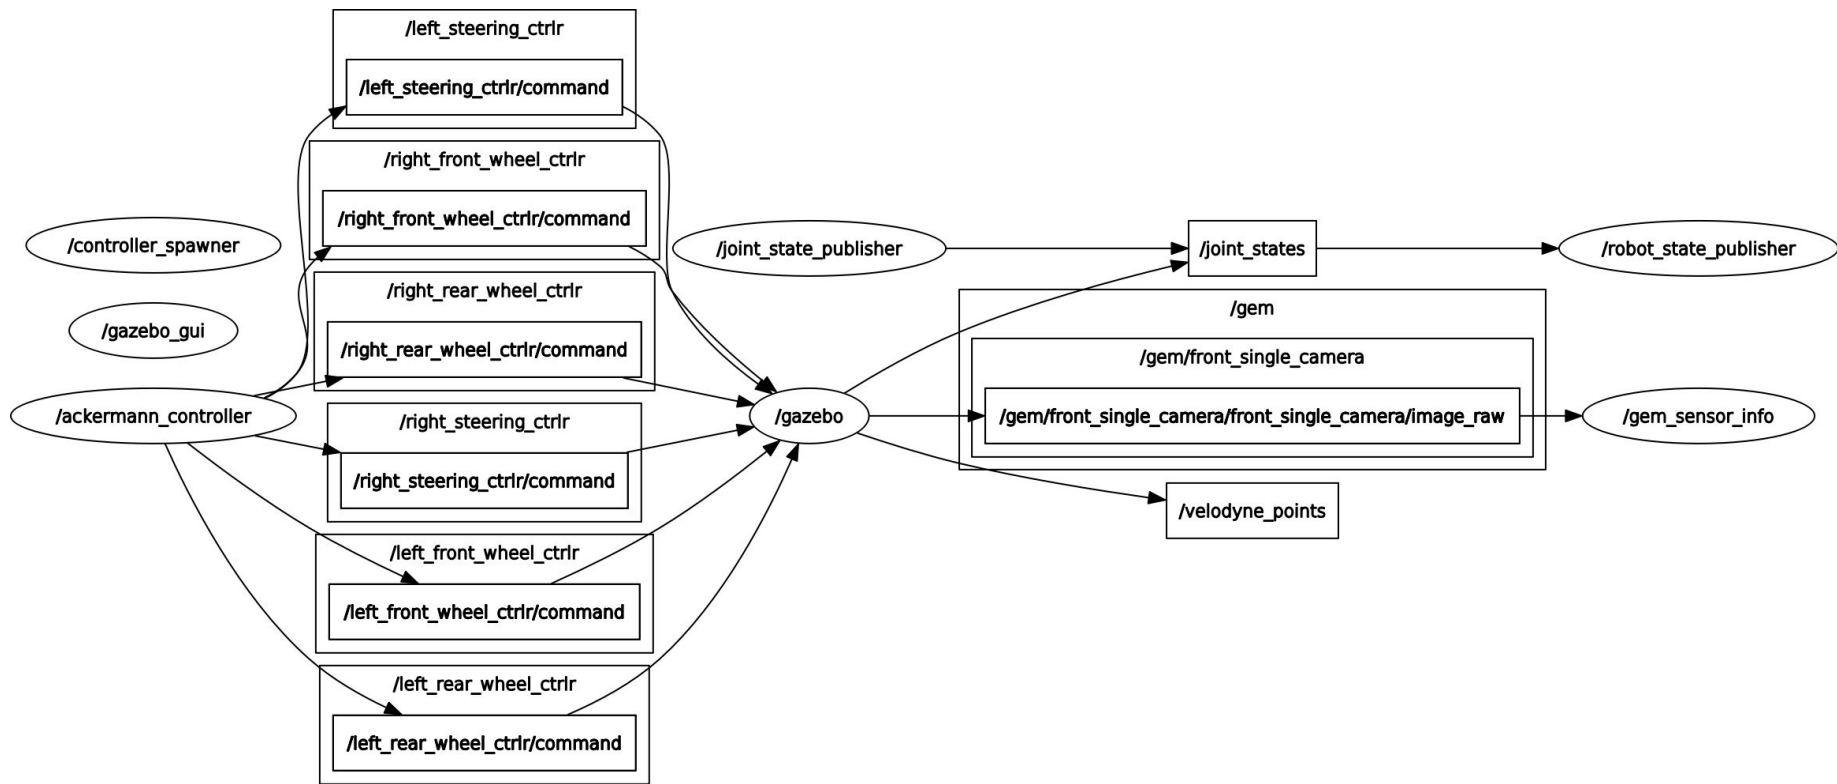 /left_steering_ctrlr
/left_steering_ctrlr/command
/right_front_wheel_ctrlr
/right_front_wheel_ctrlr/command
/controller_spawner
/joint_state_publisher
/joint_states
/robot_state_publisher
/right_rear_wheel_ctrlr
/gem
/gazebo_gui
/right_rear_wheel_ctrlr/command
/gem/front_single_camera
/ackermann_controller
/right_steering_ctrlr
/gazebo
/gem/front_single_camera/front_single_camera/image_raw
/gem_sensor_info
/right_steering_ctrlr/command
/velodyne_points
/left_front_wheel_ctrlr
/left_front_wheel_ctrlr/command
/left_rear_wheel_ctrlr
/left_rear_wheel_ctrlr/command